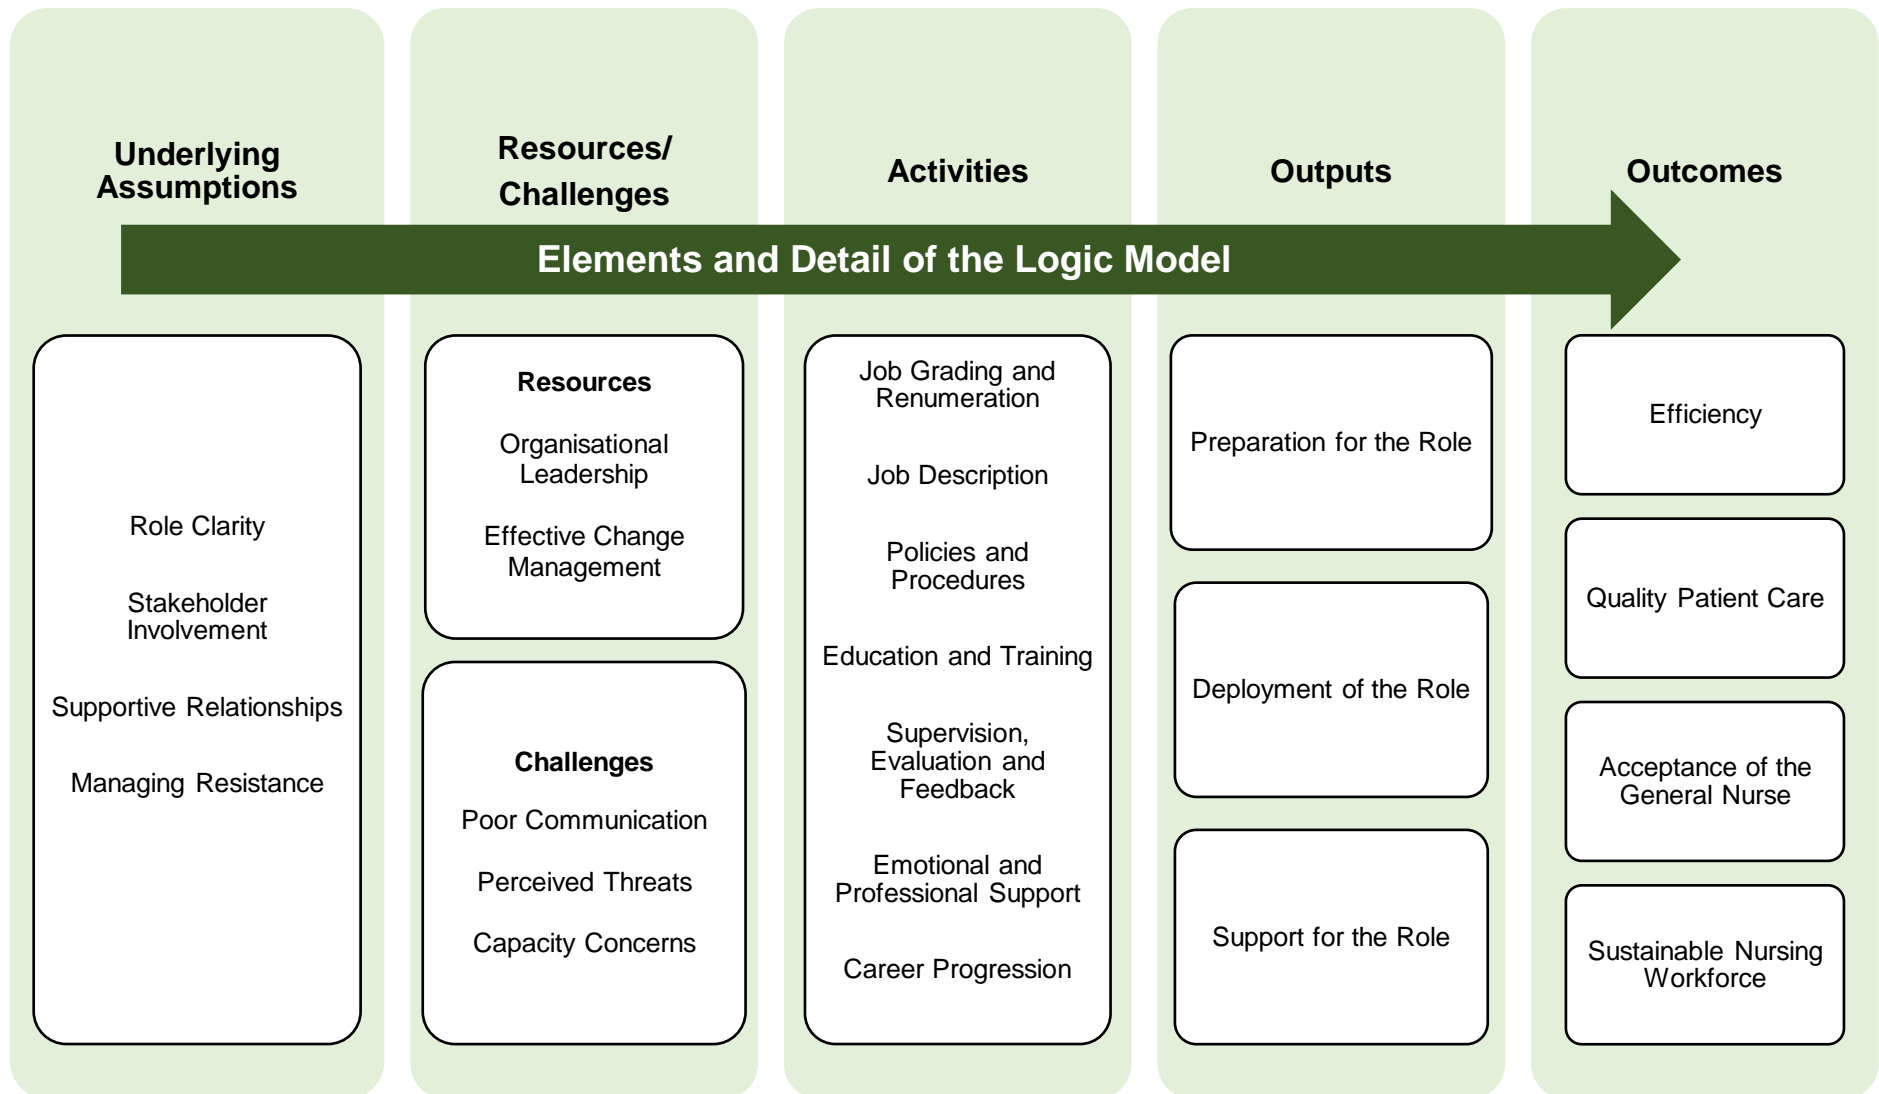 Underlying
Assumptions
Resources/
Challenges
Activities
Outputs
Outcomes
Elements and Detail of the Logic Model
Role Clarity
Stakeholder
Involvement
Supportive Relationships
Managing Resistance
Resources
Organisational
Leadership
Effective Change
Management
Challenges
Poor Communication
Perceived Threats
Capacity Concerns
Job Grading and
Renumeration
Job Description
Policies and
Procedures
Education and Training
Supervision,
Evaluation and
Feedback
Emotional and
Professional Support
Career Progression
Preparation for the Role
Deployment of the Role
Support for the Role
Efficiency
Quality Patient Care
Acceptance of the
General Nurse
Sustainable Nursing
Workforce